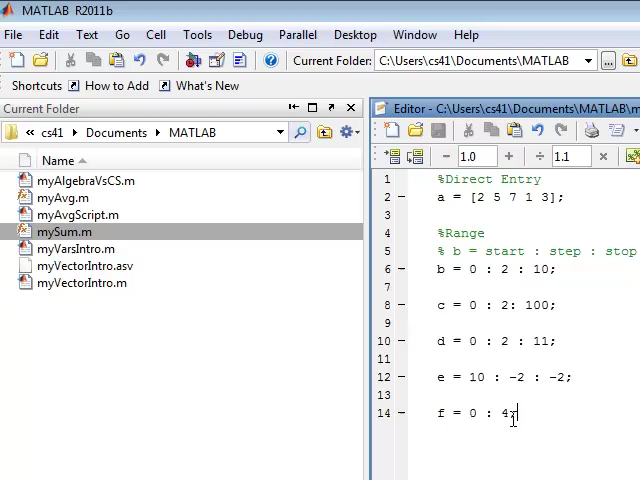 MATLAB R2011b
File Edit Text Go Cell Tools Debug Parallel Desktop Window Help
Current Folder: C:\Users\cs41\Documents\MATLAB ...
Shortcuts How to Add What's New
Current Folder
Editor - C:\Users\cs41\Documents\MATLAB\m
« cs41 ▸ Documents ▸ MATLAB
1.0 1.1
Name
myAlgebraVsCS.m
myAvg.m
myAvgScript.m
mySum.m
myVarsIntro.m
myVectorIntro.asv
myVectorIntro.m
1 %Direct Entry
2 a = [2 5 7 1 3];
3
4 %Range
5 % b = start : step : stop
6 b = 0 : 2 : 10;
7
8 c = 0 : 2: 100;
9
10 d = 0 : 2 : 11;
11
12 e = 10 : -2 : -2;
13
14 f = 0 : 4;